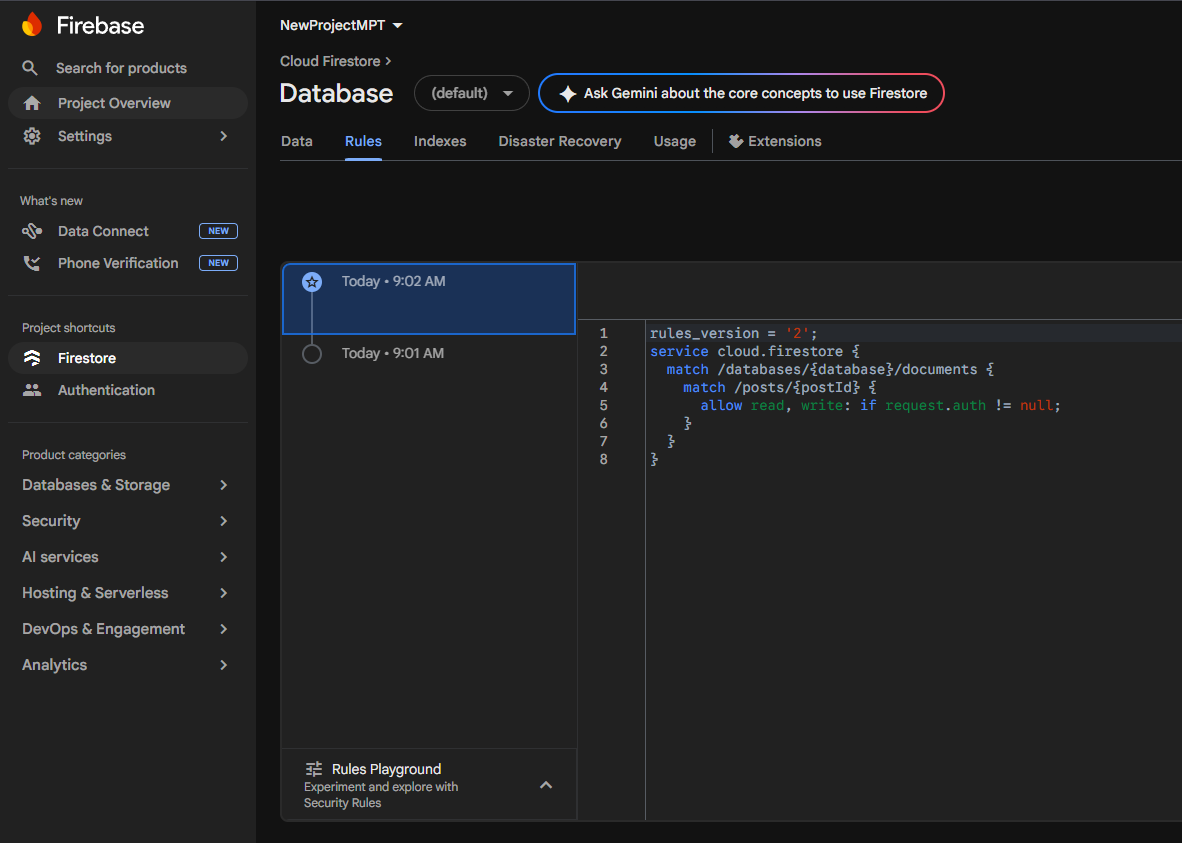 Firebase
Search for products
Project Overview
Settings
What's new
Data Connect NEW
Phone Verification NEW
Project shortcuts
Firestore
Authentication
Product categories
Databases & Storage
Security
AI services
Hosting & Serverless
DevOps & Engagement
Analytics
NewProjectMPT
Cloud Firestore >
Database (default) Ask Gemini about the core concepts to use Firestore
Data Rules Indexes Disaster Recovery Usage Extensions
Today • 9:02 AM
Today • 9:01 AM
Rules Playground
Experiment and explore with
Security Rules
1 rules_version = '2';
2 service cloud.firestore {
3   match /databases/{database}/documents {
4     match /posts/{postId} {
5       allow read, write: if request.auth != null;
6     }
7   }
8 }